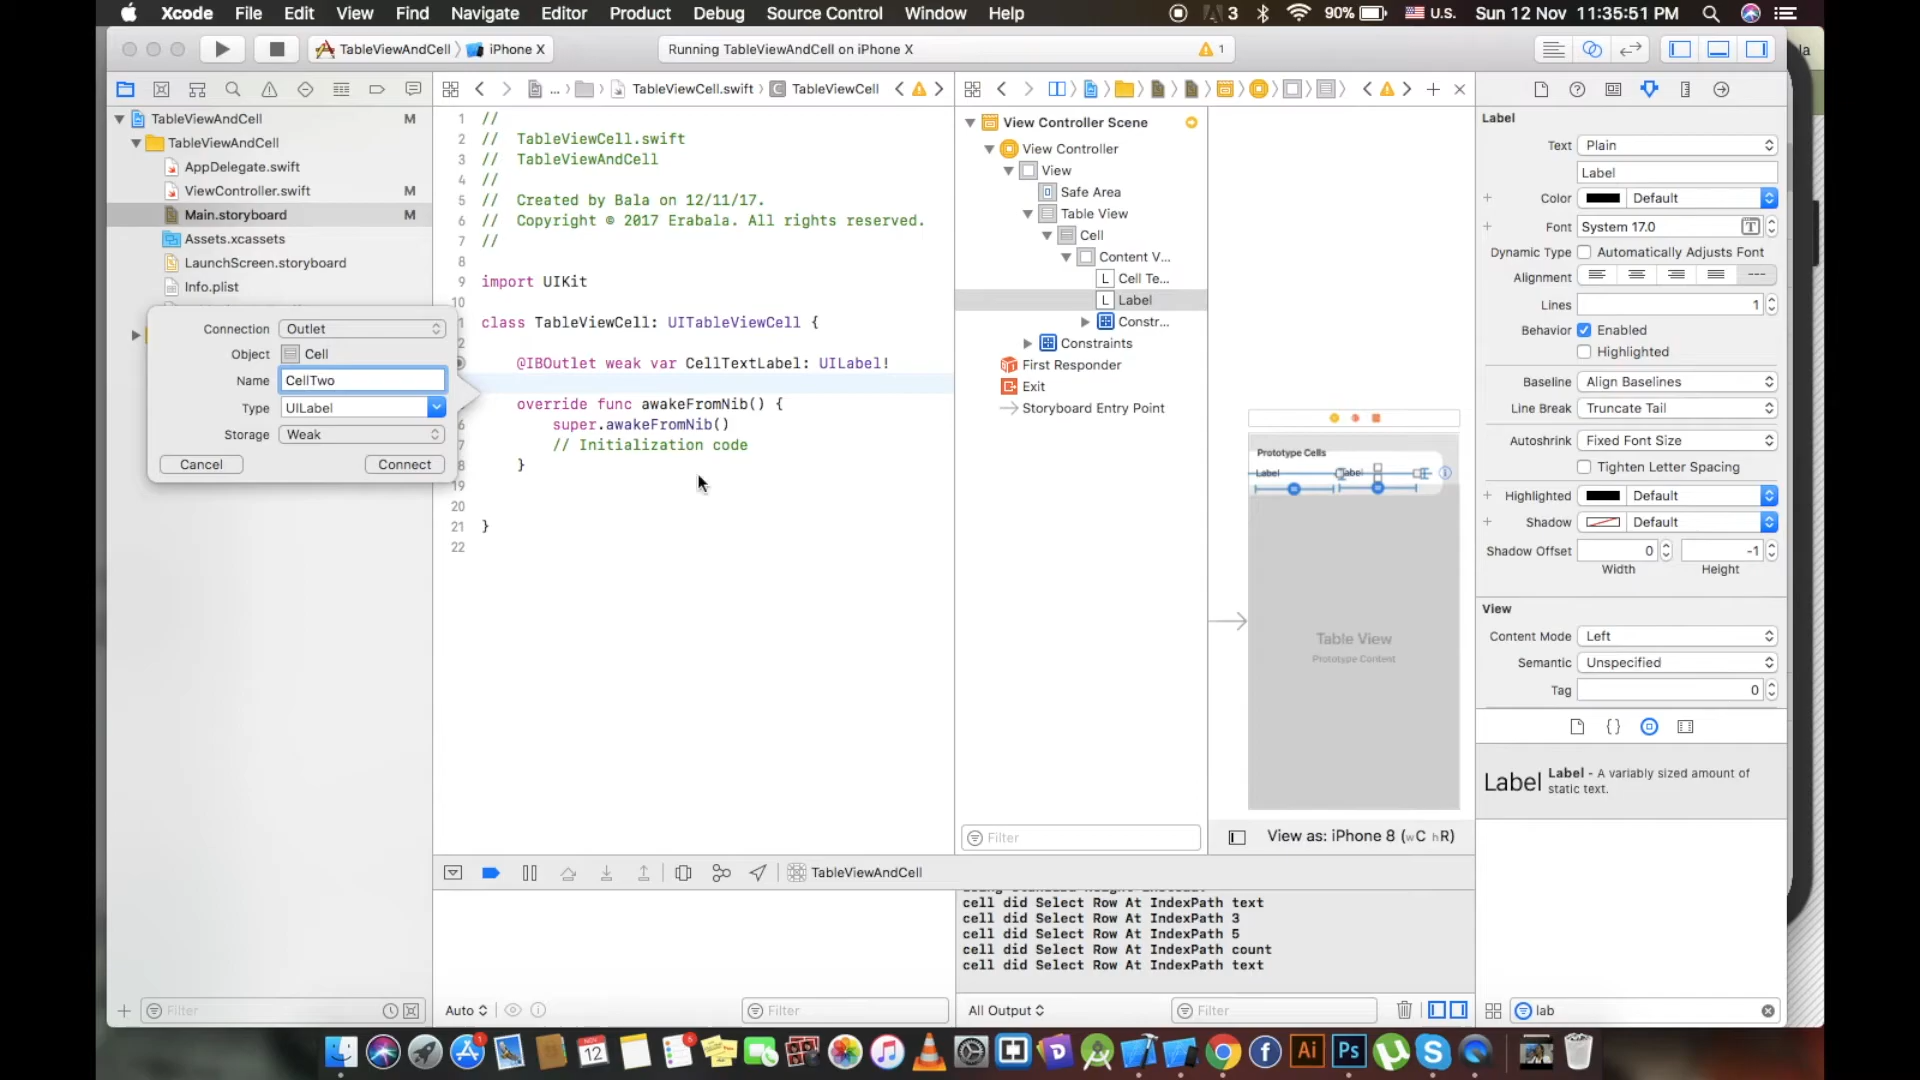 Xcode File Edit View Find Navigate Editor Product Debug Source Control Window Help 3 90% U.S. Sun 12 Nov 11:35:51 PM
TableViewAndCell iPhone X Running TableViewAndCell on iPhone X 1
... TableViewCell.swift TableViewCell
TableViewAndCell M
TableViewAndCell
AppDelegate.swift
ViewController.swift M
Main.storyboard M
Assets.xcassets
LaunchScreen.storyboard
Info.plist
Connection Outlet
Object Cell
Name CellTwo
Type UILabel
Storage Weak
Cancel Connect
Filter
1 //
2 // TableViewCell.swift
3 // TableViewAndCell
4 //
5 // Created by Bala on 12/11/17.
6 // Copyright © 2017 Erabala. All rights reserved.
7 //
8
9 import UIKit
10
1 class TableViewCell: UITableViewCell {
2
@IBOutlet weak var CellTextLabel: UILabel!
override func awakeFromNib() {
6 super.awakeFromNib()
7 // Initialization code
8 }
19
20
21 }
22
View Controller Scene
View Controller
View
Safe Area
Table View
Cell
Content V...
L Cell Te...
L Label
Constr...
Constraints
First Responder
Exit
Storyboard Entry Point
Filter
Prototype Cells
Label Label
Table View
Prototype Content
View as: iPhone 8 (wC hR)
Label
Text Plain
Label
Color Default
Font System 17.0
Dynamic Type Automatically Adjusts Font
Alignment
Lines 1
Behavior Enabled
Highlighted
Baseline Align Baselines
Line Break Truncate Tail
Autoshrink Fixed Font Size
Tighten Letter Spacing
Highlighted Default
Shadow Default
Shadow Offset 0 -1
Width Height
View
Content Mode Left
Semantic Unspecified
Tag 0
Label Label - A variably sized amount of
static text.
lab
TableViewAndCell
cell did Select Row At IndexPath text
cell did Select Row At IndexPath 3
cell did Select Row At IndexPath 5
cell did Select Row At IndexPath count
cell did Select Row At IndexPath text
Auto Filter
All Output Filter
NOV
12
Ai Ps